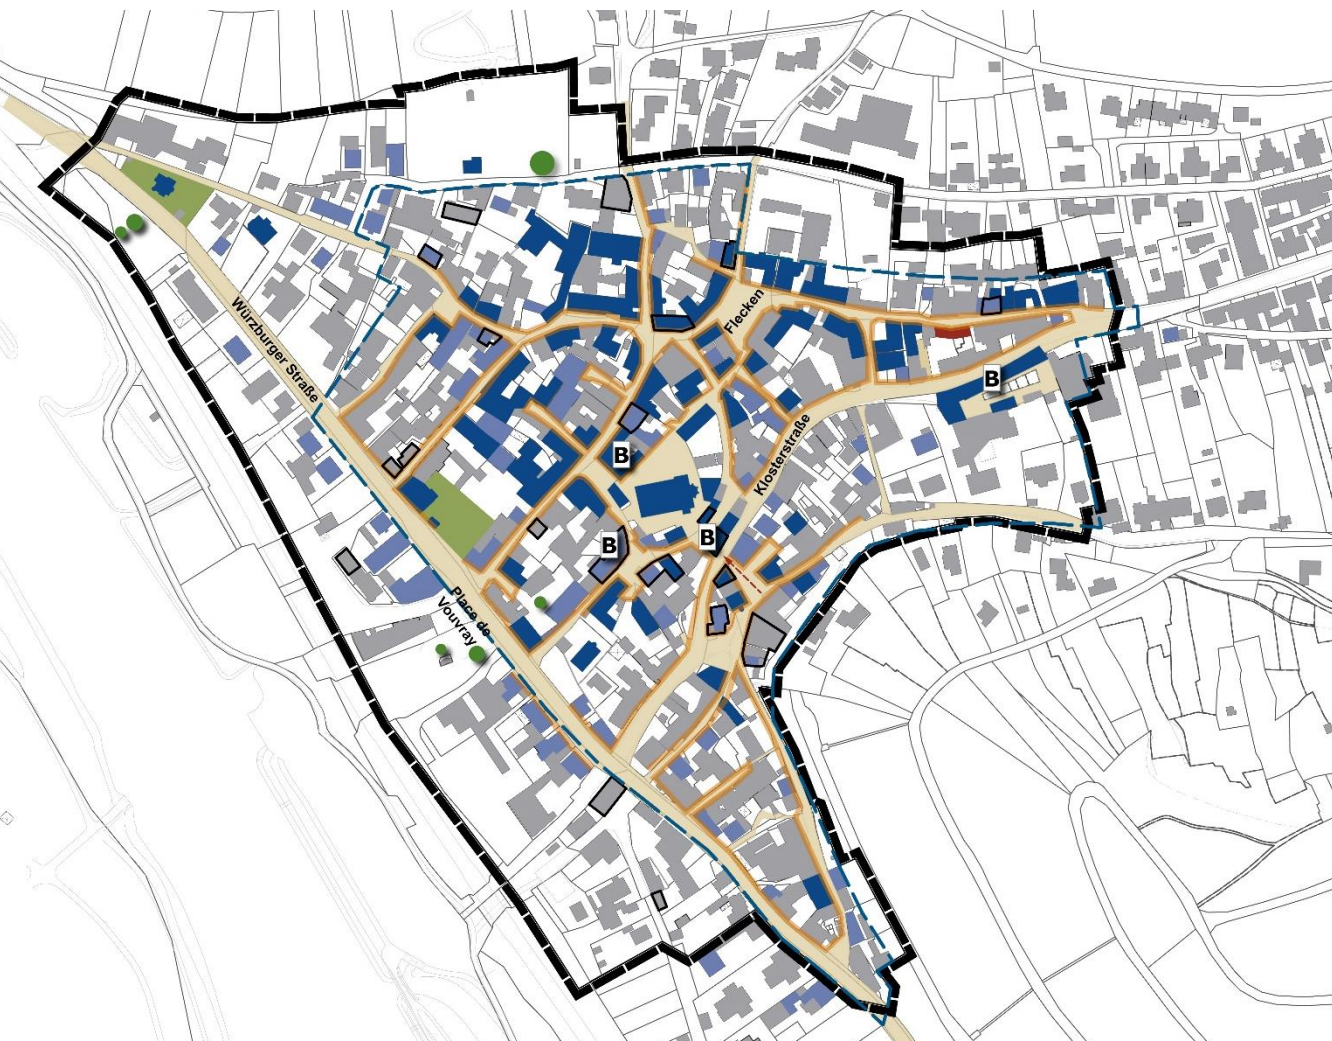 Flecken
Würzburger Straße
B
Klosterstraße
B
B
B
Place de
Vouvray